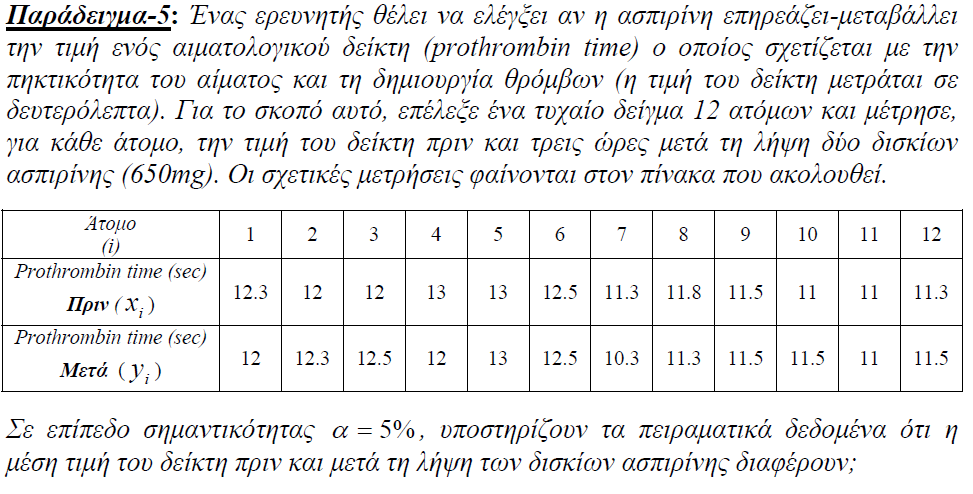 Παράδειγμα-5: Ένας ερευνητής θέλει να ελέγξει αν η ασπιρίνη επηρεάζει-μεταβάλλει
την τιμή ενός αιματολογικού δείκτη (prothrombin time) ο οποίος σχετίζεται με την
πηκτικότητα του αίματος και τη δημιουργία θρόμβων (η τιμή του δείκτη μετράται σε
δευτερόλεπτα). Για το σκοπό αυτό, επέλεξε ένα τυχαίο δείγμα 12 ατόμων και μέτρησε,
για κάθε άτομο, την τιμή του δείκτη πριν και τρεις ώρες μετά τη λήψη δύο δισκίων
ασπιρίνης (650mg). Οι σχετικές μετρήσεις φαίνονται στον πίνακα που ακολουθεί.
Άτομο (i) 1 2 3 4 5 6 7 8 9 10 11 12
Prothrombin time (sec)
Πριν (xi) 12.3 12 12 13 13 12.5 11.3 11.8 11.5 11 11 11.3
Prothrombin time (sec)
Μετά (yi) 12 12.3 12.5 12 13 12.5 10.3 11.3 11.5 11.5 11 11.5
Σε επίπεδο σημαντικότητας α = 5%, υποστηρίζουν τα πειραματικά δεδομένα ότι η
μέση τιμή του δείκτη πριν και μετά τη λήψη των δισκίων ασπιρίνης διαφέρουν;